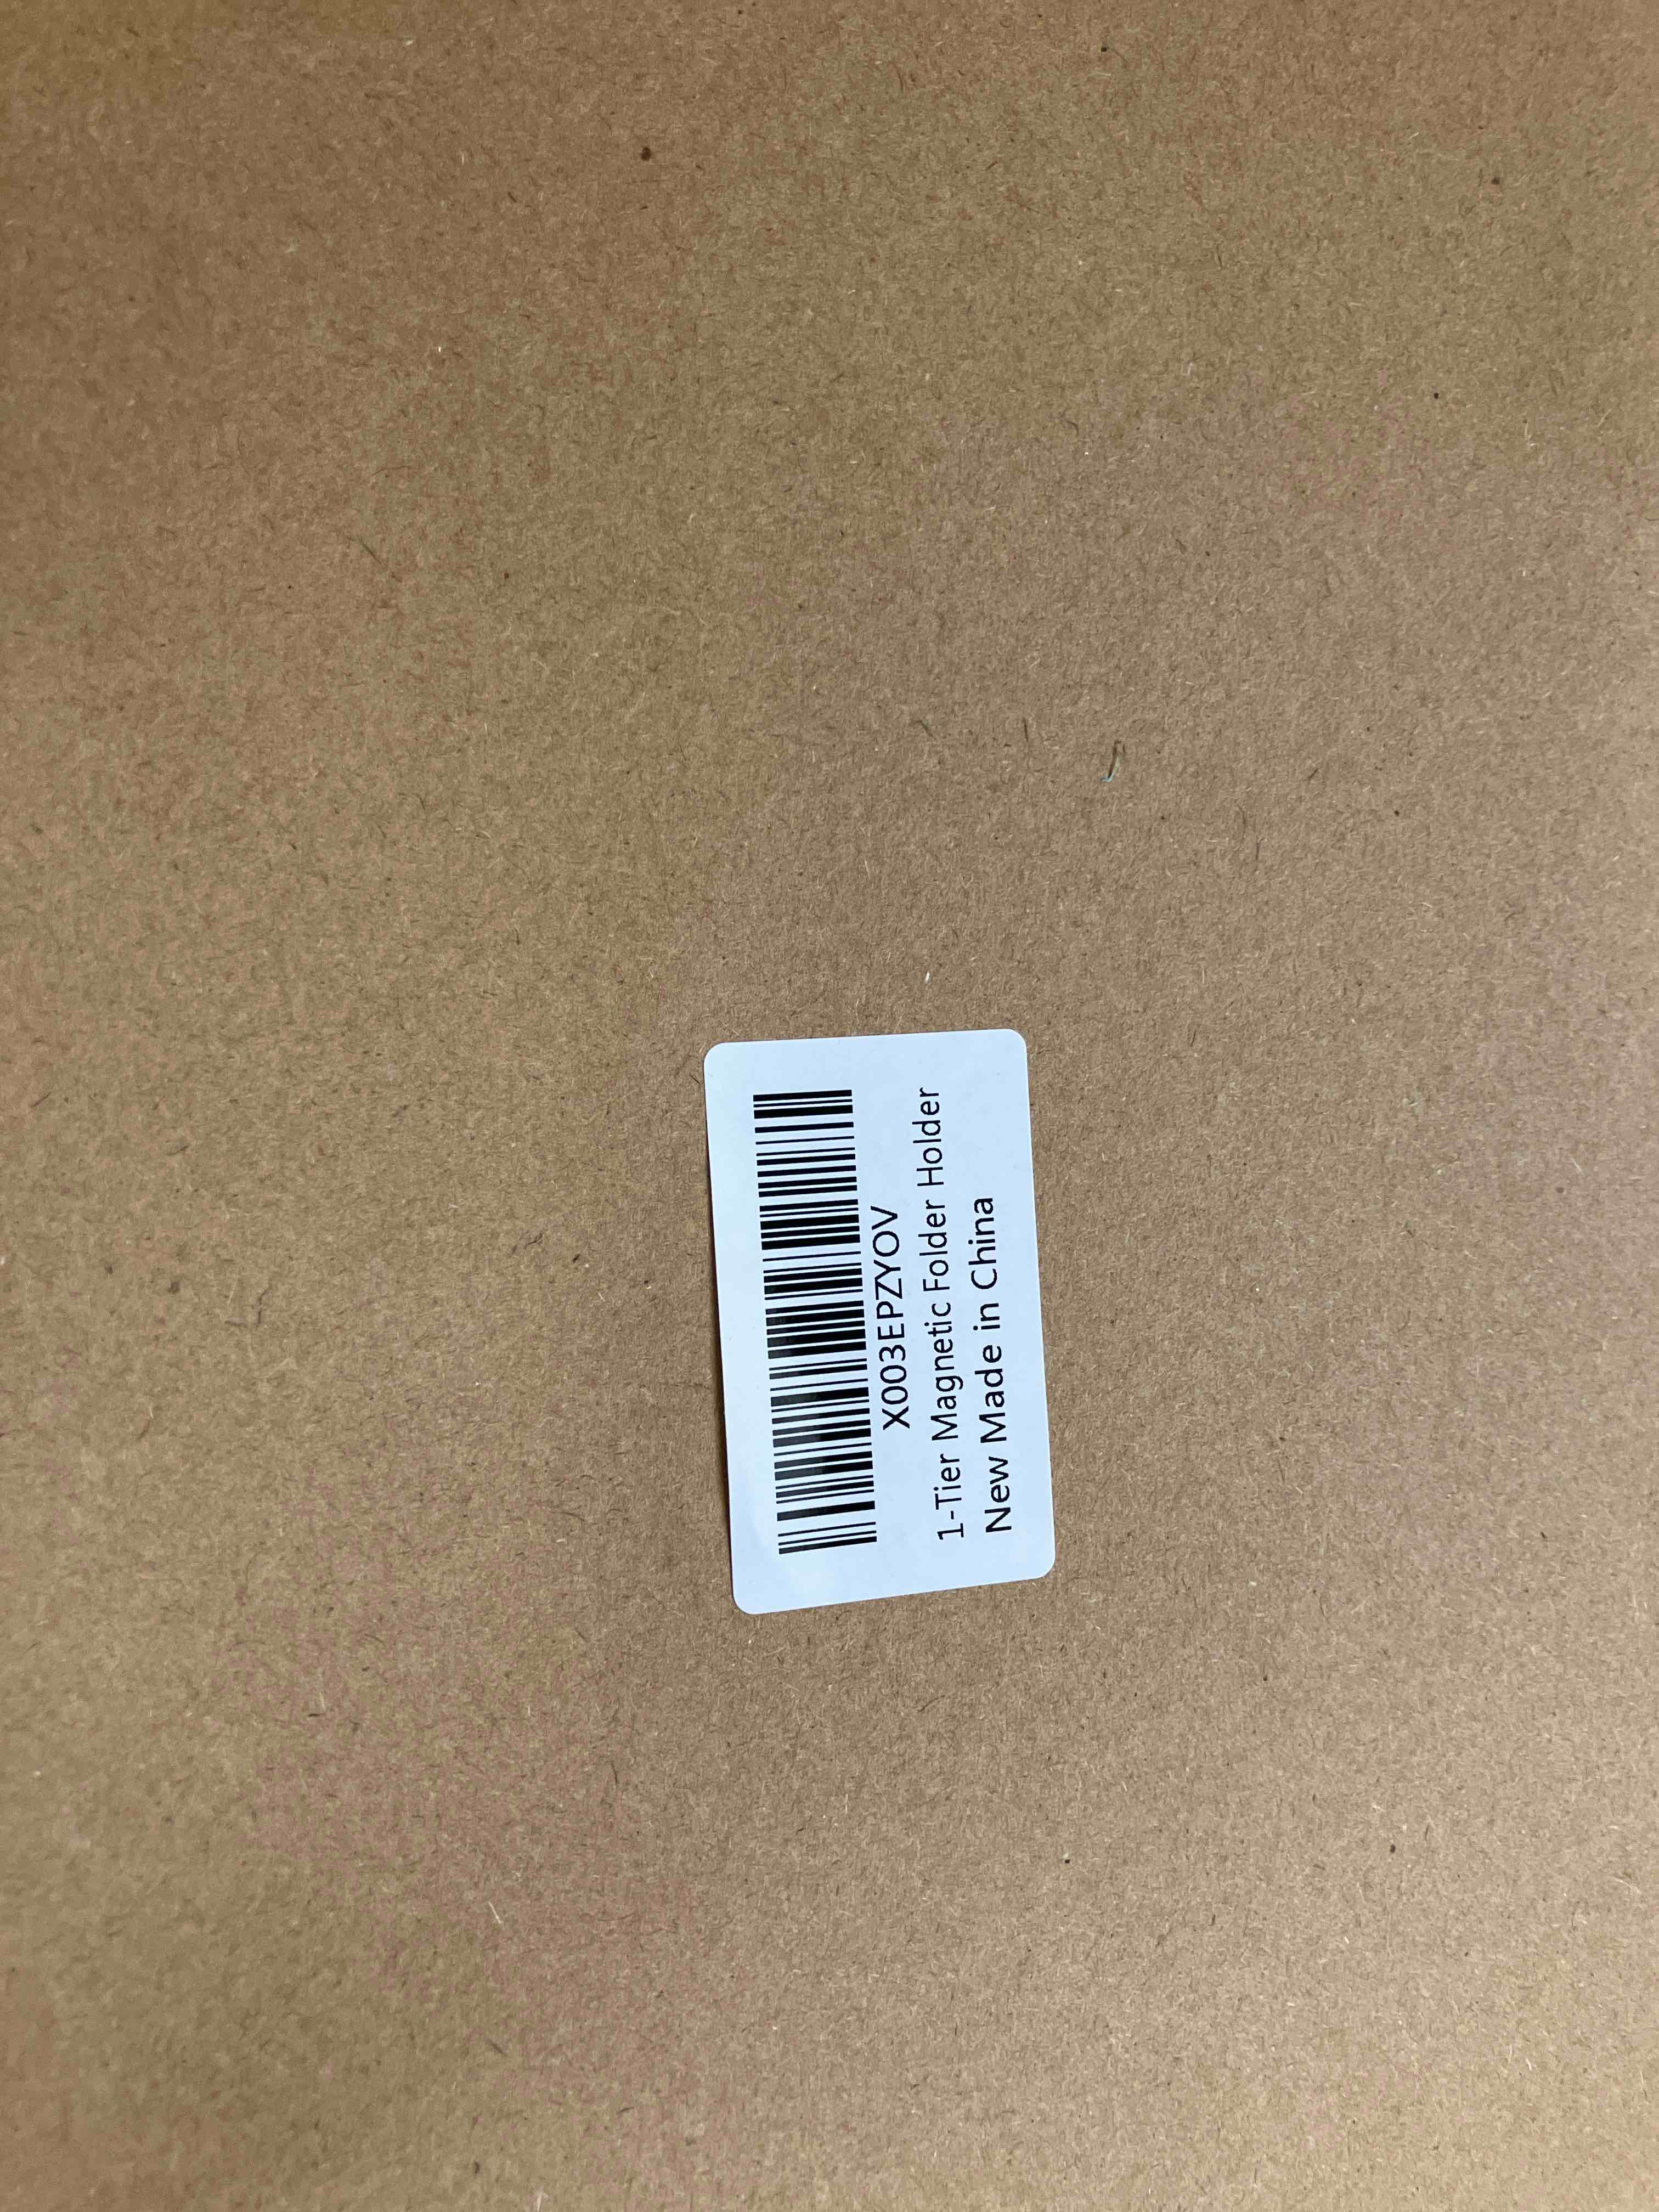 X003EPZYOV
1-Tier Magnetic Folder Holder
New Made in China